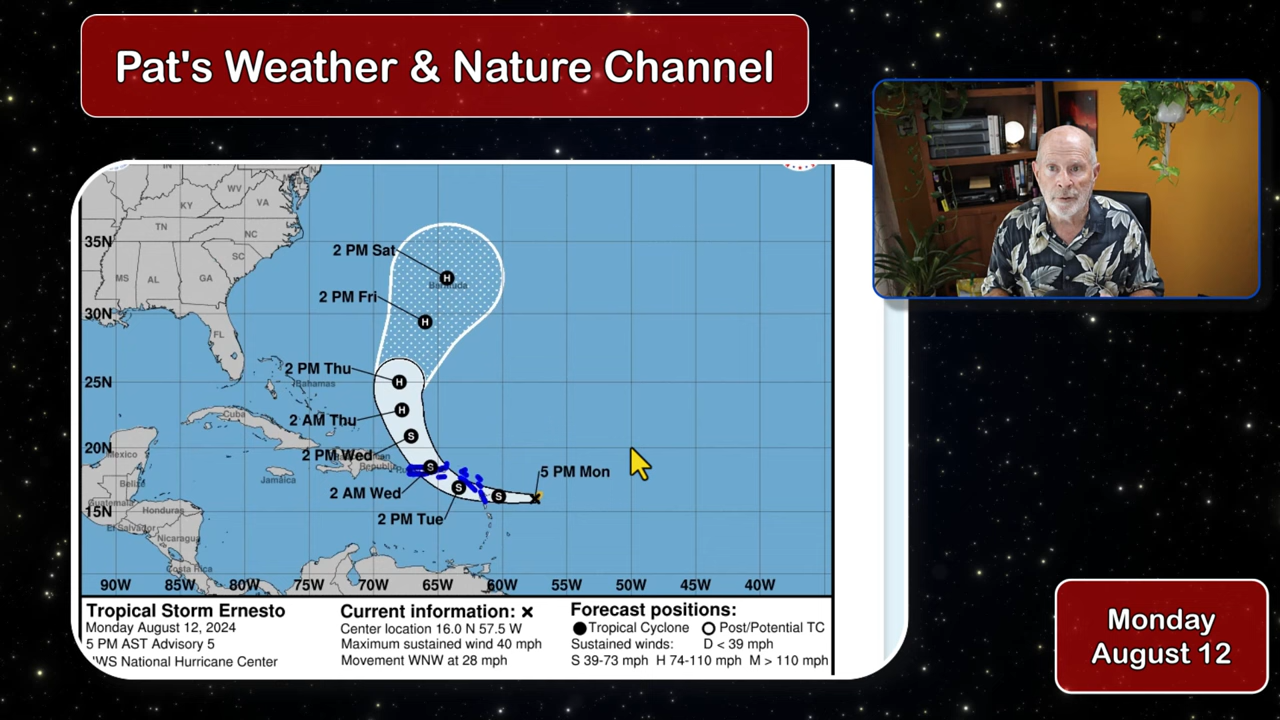 Pat's Weather & Nature Channel
IN
WV
KY
VA
35N
TN
NC
2 PM Sat
SC
MS
AL
GA
Bermuda
2 PM Fri
30N
FL
2 PM Thu
25N
Bahamas
Cuba
2 AM Thu
20N
Mexico
2 PM Wed
5 PM Mon
Jamaica
Belize
2 AM Wed
Guatemala
Honduras
15N
2 PM Tue
El Salvador
Nicaragua
Costa Rica
90W 85W 80W 75W 70W 65W 60W 55W 50W 45W 40W
H
H
H
H
S
S
S
S
Tropical Storm Ernesto
Monday August 12, 2024
5 PM AST Advisory 5
NWS National Hurricane Center
Current information: x
Center location 16.0 N 57.5 W
Maximum sustained wind 40 mph
Movement WNW at 28 mph
Forecast positions:
Tropical Cyclone Post/Potential TC
Sustained winds: D < 39 mph
S 39-73 mph H 74-110 mph M > 110 mph
Monday
August 12